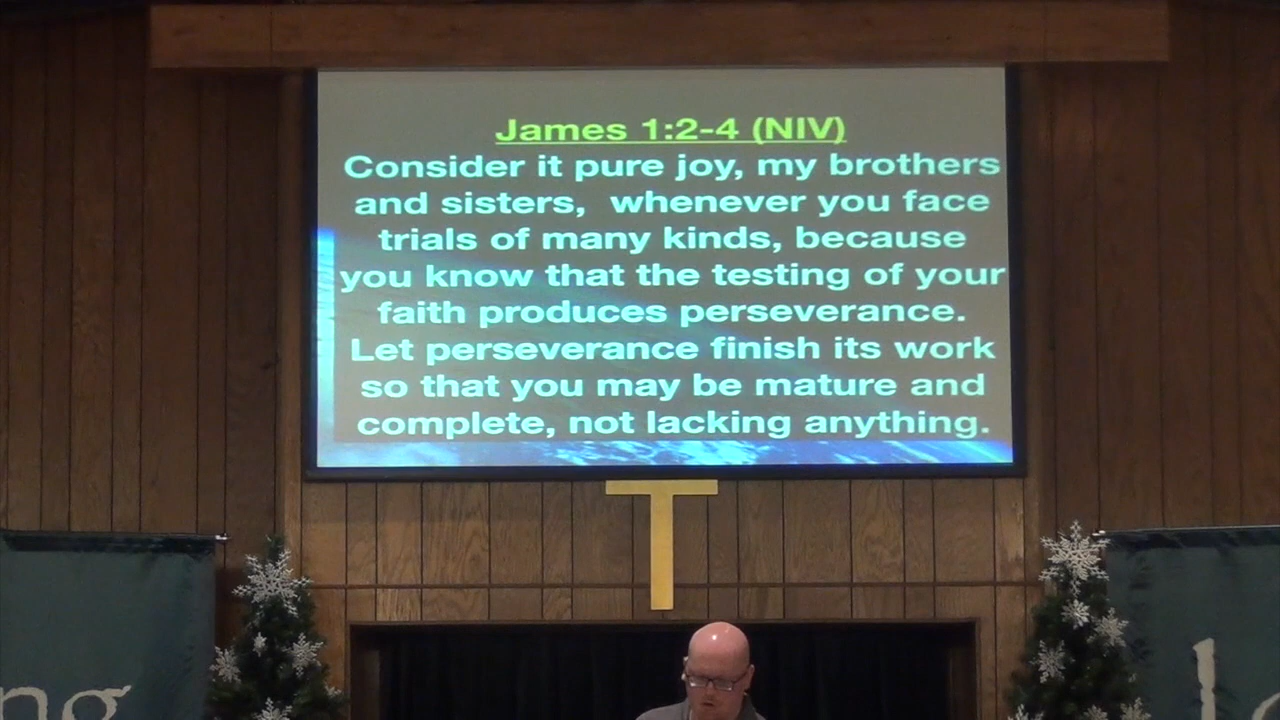 James 1:2-4 (NIV)
Consider it pure joy, my brothers
and sisters,  whenever you face
trials of many kinds, because
you know that the testing of your
faith produces perseverance.
Let perseverance finish its work
so that you may be mature and
complete, not lacking anything.
ng